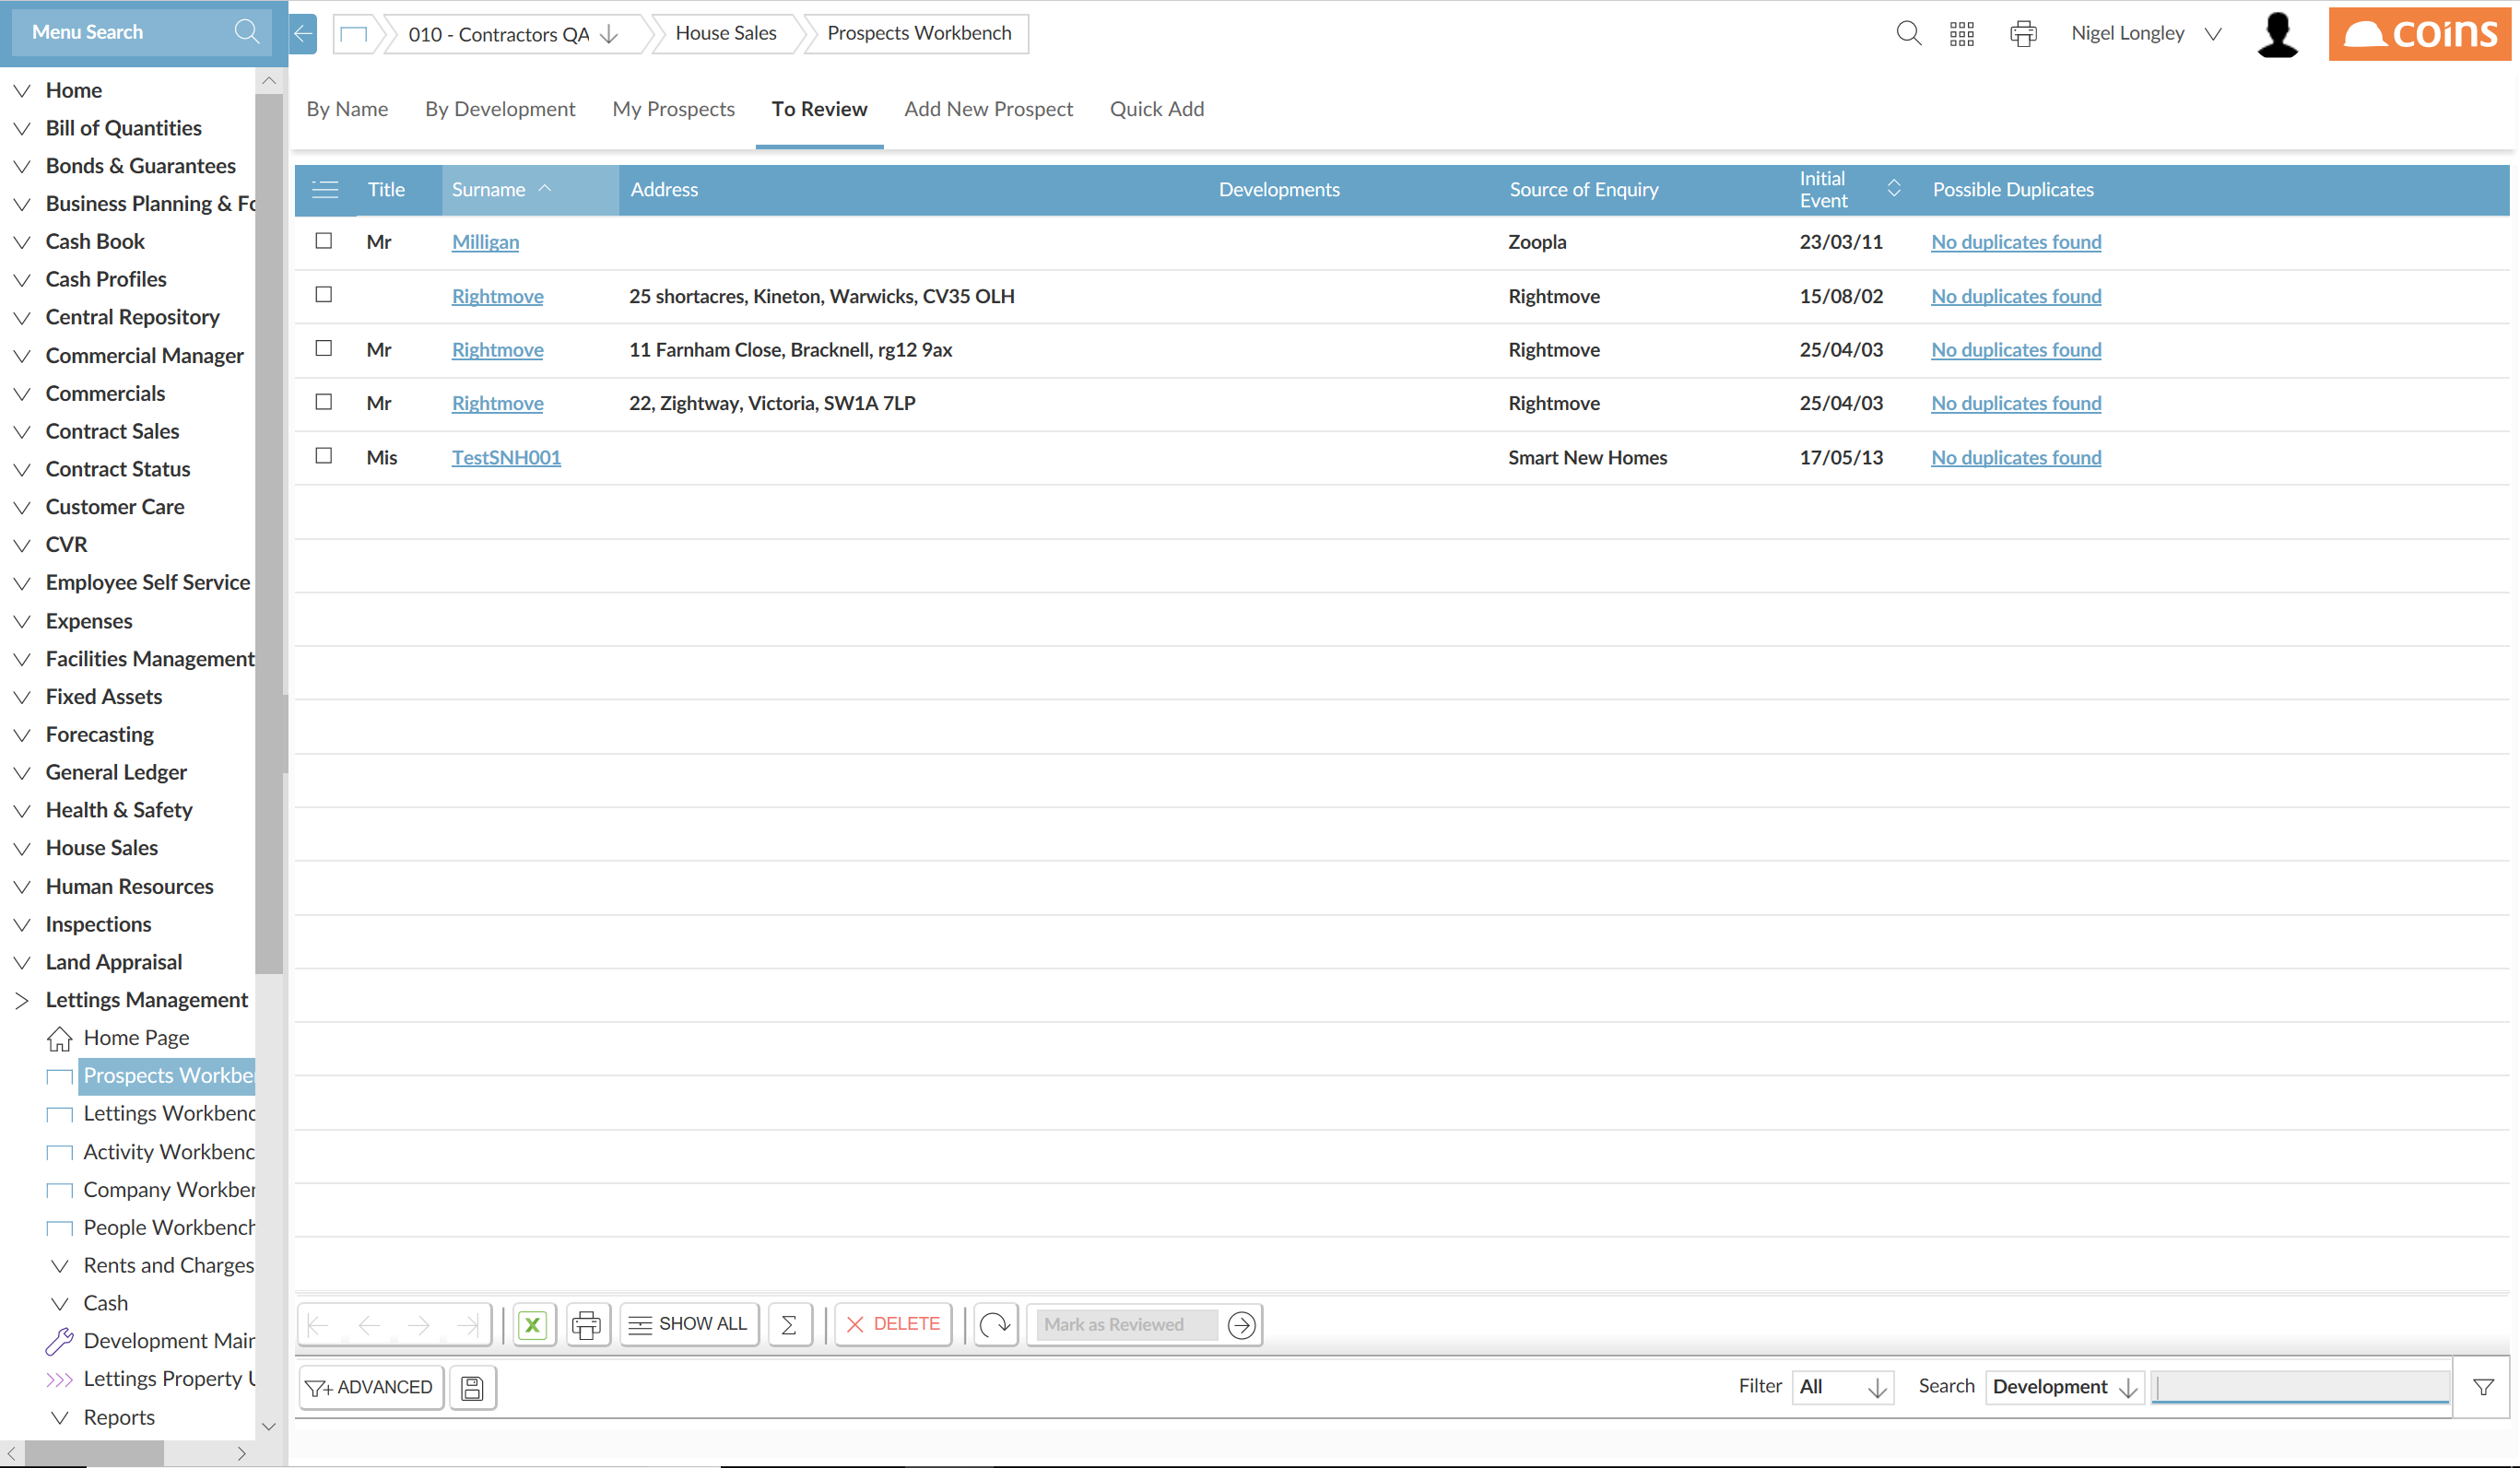 Menu Search
010 - Contractors QA
House Sales
Prospects Workbench
Nigel Longley
coins
By Name
By Development
My Prospects
To Review
Add New Prospect
Quick Add
Title
Surname
Address
Developments
Source of Enquiry
Initial Event
Possible Duplicates
Mr Milligan Zoopla 23/03/11 No duplicates found
Rightmove 25 shortacres, Kineton, Warwicks, CV35 OLH Rightmove 15/08/02 No duplicates found
Mr Rightmove 11 Farnham Close, Bracknell, rg12 9ax Rightmove 25/04/03 No duplicates found
Mr Rightmove 22, Zightway, Victoria, SW1A 7LP Rightmove 25/04/03 No duplicates found
Mis TestSNH001 Smart New Homes 17/05/13 No duplicates found
Home
Bill of Quantities
Bonds & Guarantees
Business Planning & Fo
Cash Book
Cash Profiles
Central Repository
Commercial Manager
Commercials
Contract Sales
Contract Status
Customer Care
CVR
Employee Self Service
Expenses
Facilities Management
Fixed Assets
Forecasting
General Ledger
Health & Safety
House Sales
Human Resources
Inspections
Land Appraisal
Lettings Management
Home Page
Prospects Workbe
Lettings Workbenc
Activity Workbenc
Company Workber
People Workbench
Rents and Charges
Cash
Development Mair
Lettings Property U
Reports
SHOW ALL
DELETE
Mark as Reviewed
ADVANCED
Filter All
Search Development